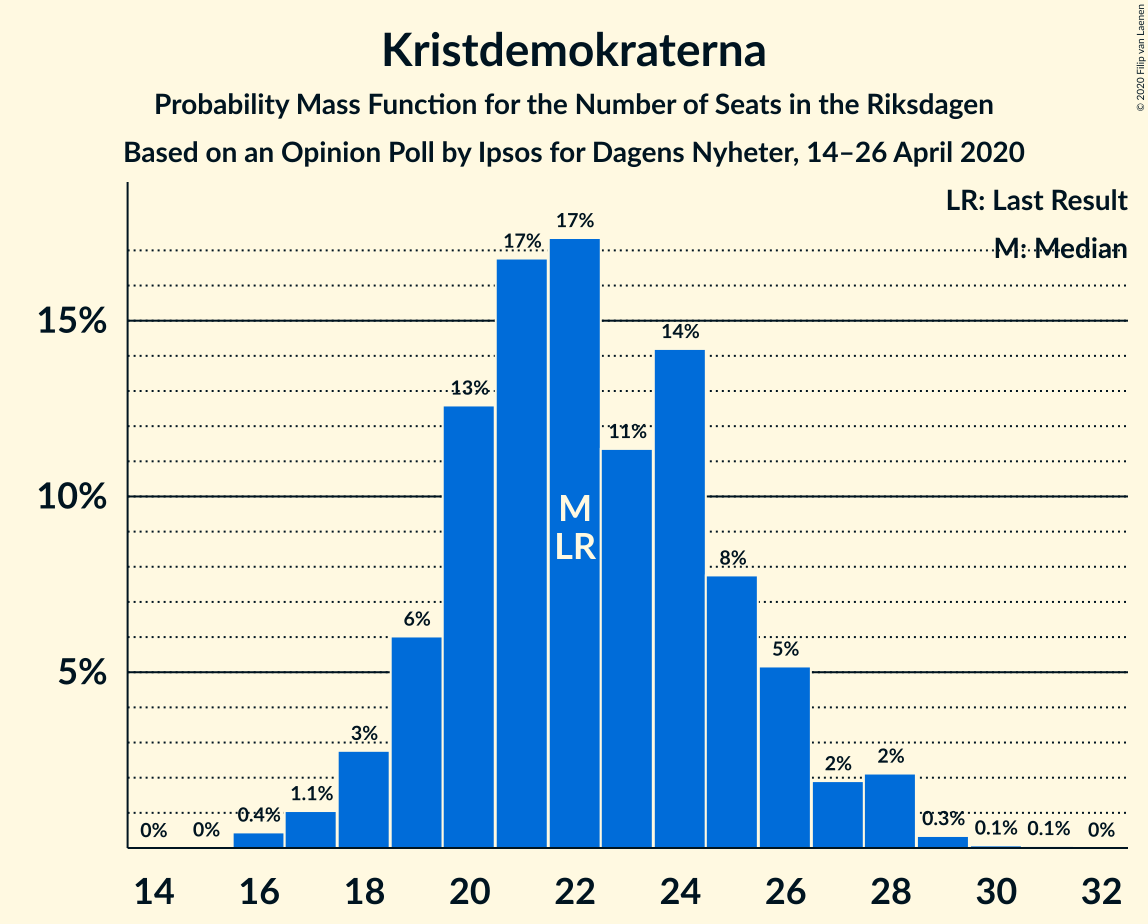 Kristdemokraterna
Probability Mass Function for the Number of Seats in the Riksdagen
Based on an Opinion Poll by Ipsos for Dagens Nyheter, 14–26 April 2020
© 2020 Filip van Laenen
LR: Last Result
M: Median
15%
10%
5%
0%
0%
0.4%
1.1%
3%
6%
13%
17%
17%
11%
14%
8%
5%
2%
2%
0.3%
0.1%
0.1%
0%
M
LR
14 16 18 20 22 24 26 28 30 32